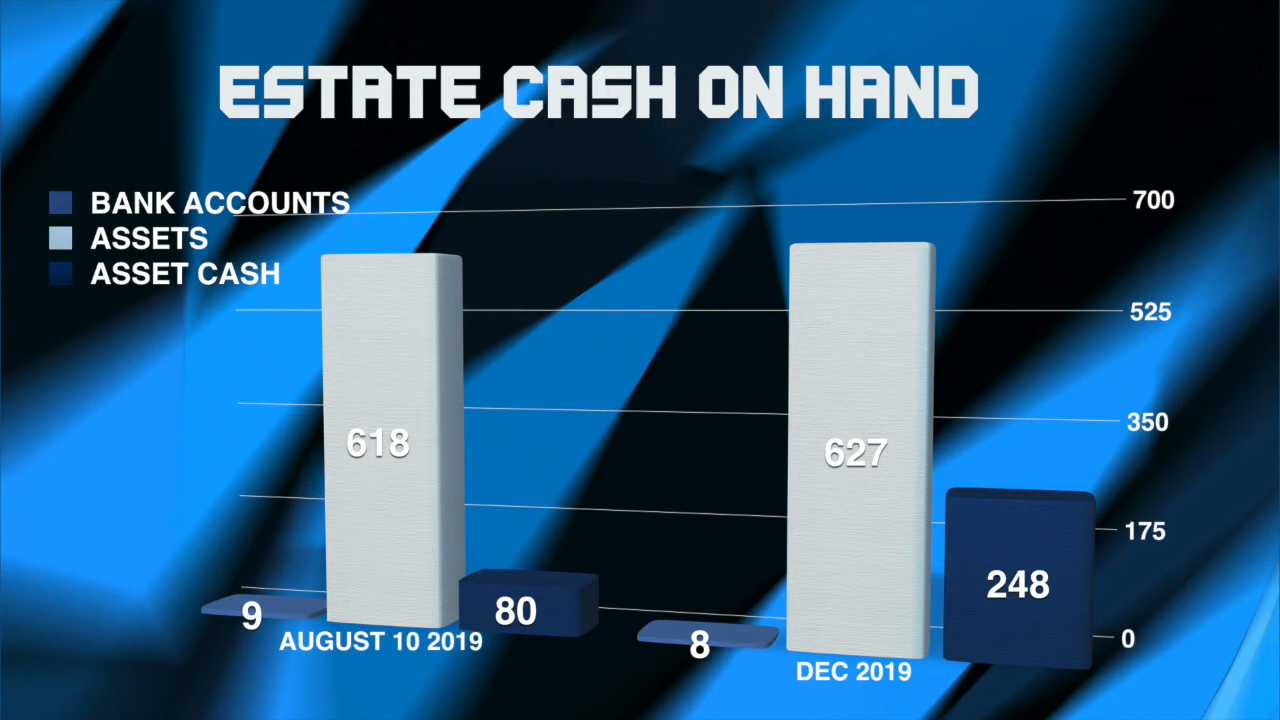 ESTATE CASH ON HAND
BANK ACCOUNTS
ASSETS
ASSET CASH
700
525
350
175
0
618
627
248
9
80
8
AUGUST 10 2019
DEC 2019